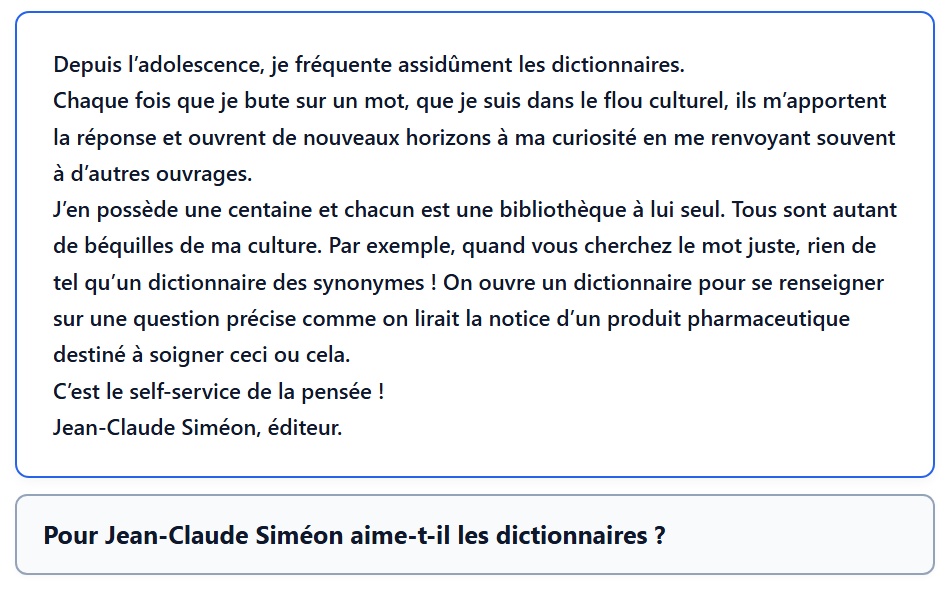 Depuis l’adolescence, je fréquente assidûment les dictionnaires.
Chaque fois que je bute sur un mot, que je suis dans le flou culturel, ils m’apportent
la réponse et ouvrent de nouveaux horizons à ma curiosité en me renvoyant souvent
à d’autres ouvrages.
J’en possède une centaine et chacun est une bibliothèque à lui seul. Tous sont autant
de béquilles de ma culture. Par exemple, quand vous cherchez le mot juste, rien de
tel qu’un dictionnaire des synonymes ! On ouvre un dictionnaire pour se renseigner
sur une question précise comme on lirait la notice d’un produit pharmaceutique
destiné à soigner ceci ou cela.
C’est le self-service de la pensée !
Jean-Claude Siméon, éditeur.
Pour Jean-Claude Siméon aime-t-il les dictionnaires ?